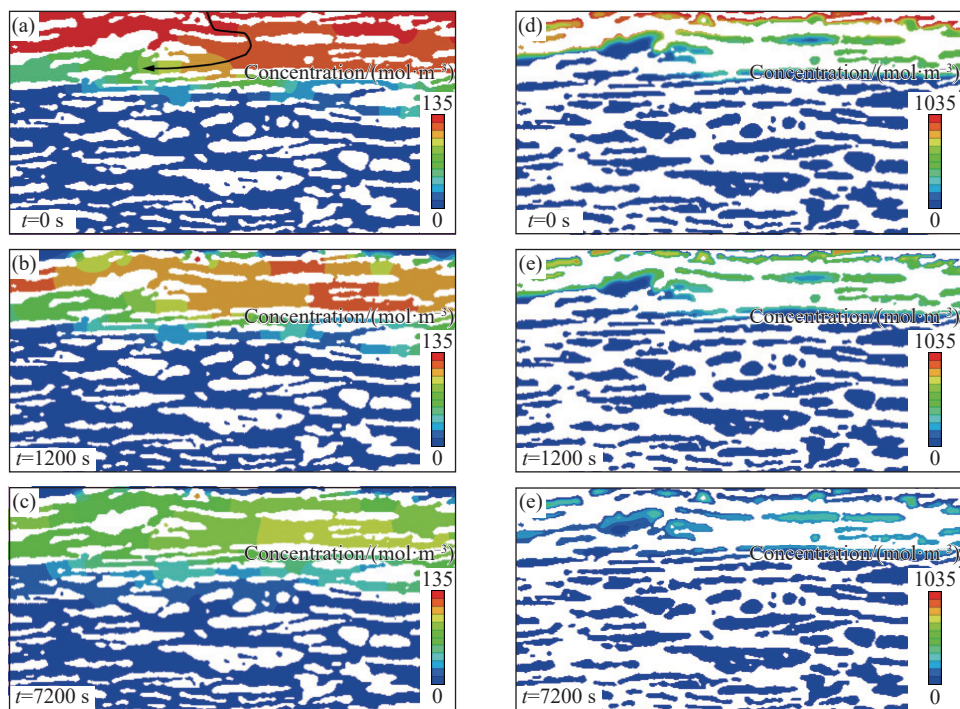 (a)
Concentration/(mol·m⁻³)
135
0
t=0 s
(d)
Concentration/(mol·m⁻³)
1035
0
t=0 s
(b)
Concentration/(mol·m⁻³)
135
0
t=1200 s
(e)
Concentration/(mol·m⁻³)
1035
0
t=1200 s
(c)
Concentration/(mol·m⁻³)
135
0
t=7200 s
(e)
Concentration/(mol·m⁻³)
1035
0
t=7200 s